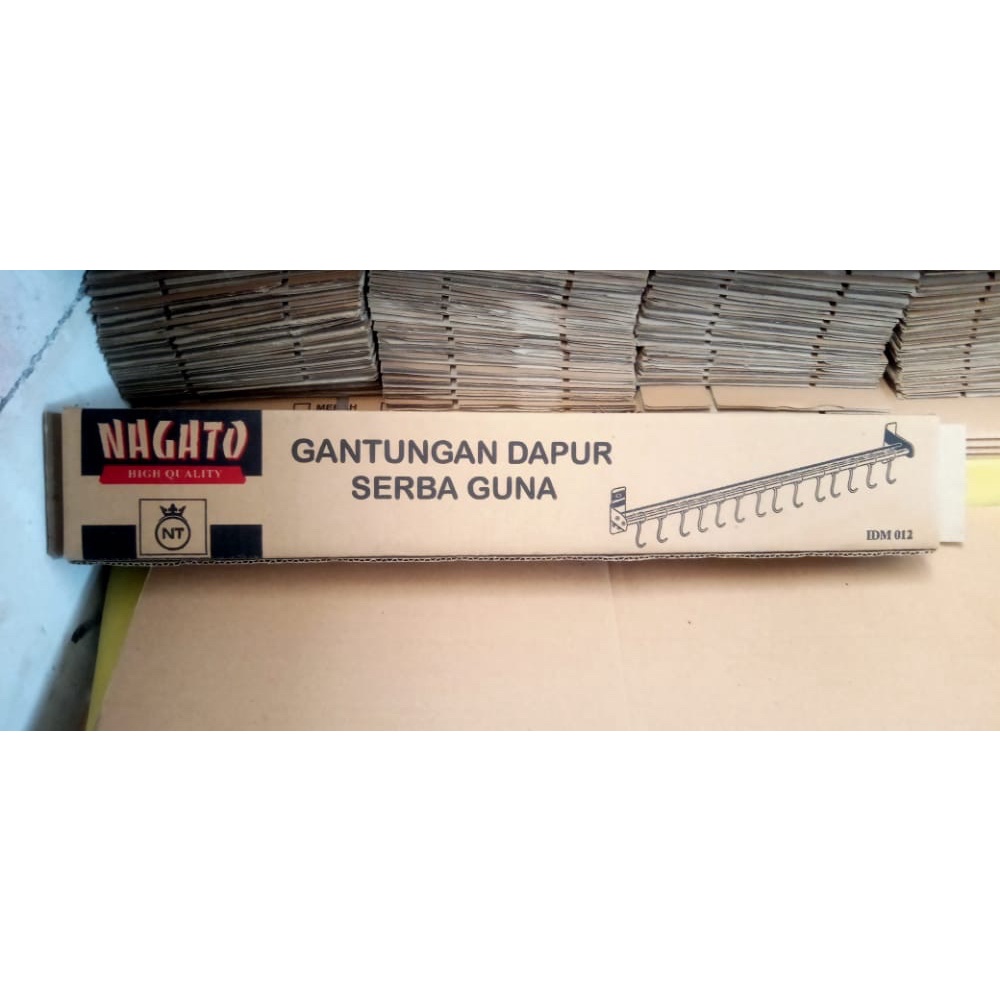 NAGATO
HIGH QUALITY
NT
GANTUNGAN DAPUR
SERBA GUNA
IDM 012